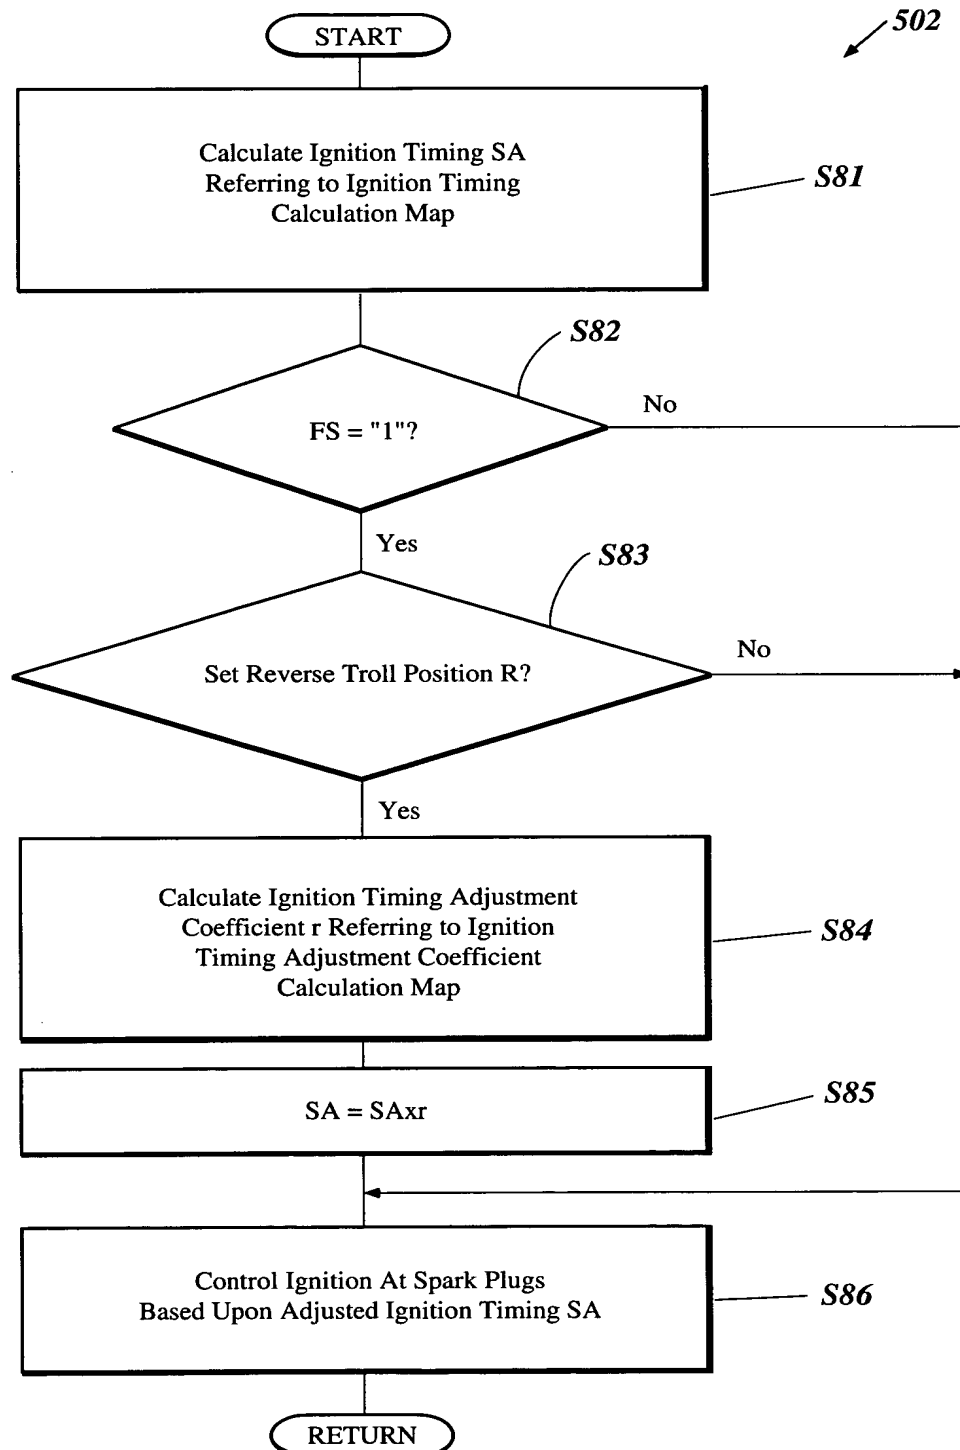 502
START
Calculate Ignition Timing SA
Referring to Ignition Timing
Calculation Map
S81
S82
FS = "1"?
No
Yes
S83
Set Reverse Troll Position R?
No
Yes
Calculate Ignition Timing Adjustment
Coefficient r Referring to Ignition
Timing Adjustment Coefficient
Calculation Map
S84
SA = SAxr
S85
Control Ignition At Spark Plugs
Based Upon Adjusted Ignition Timing SA
S86
RETURN